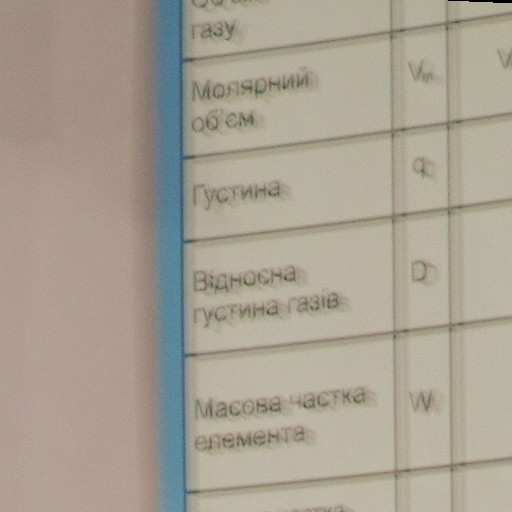 газу
Молярний Vm
об'єм
Густина q
Відносна D
густина газів
Масова частка W
елемента